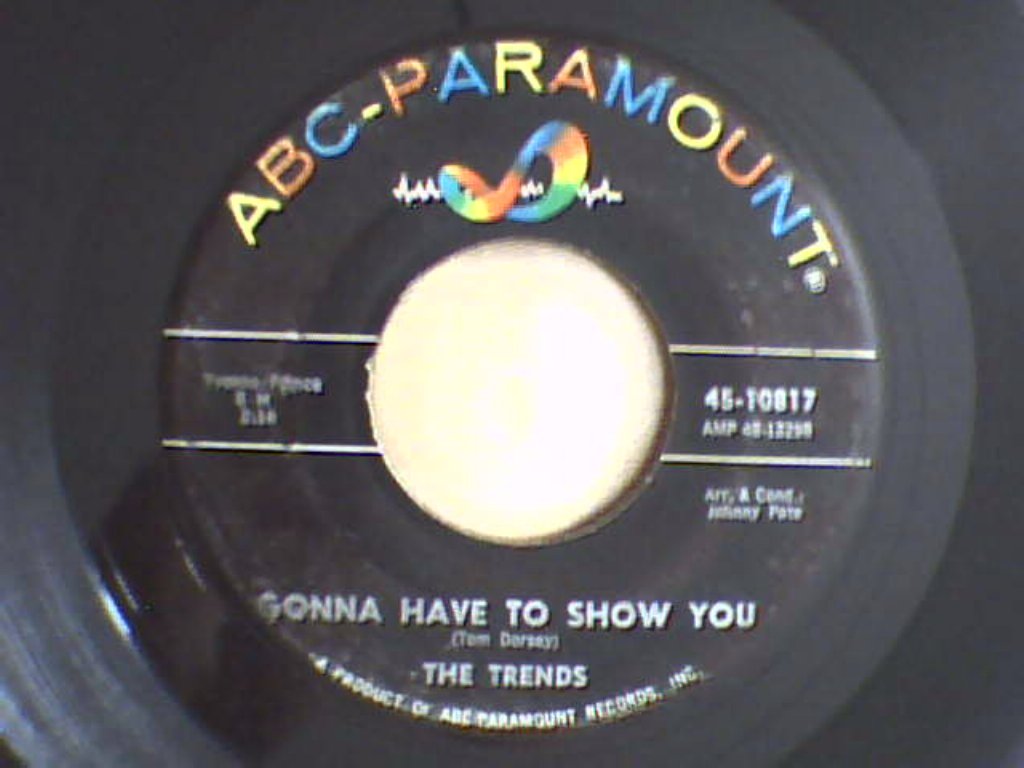 ABC-PARAMOUNT®
45-10817
AMP 45-13298
Arr. & Cond.:
Johnny Pate
GONNA HAVE TO SHOW YOU
(Tom Dorsey)
THE TRENDS
A PRODUCT OF ABC-PARAMOUNT RECORDS, INC.